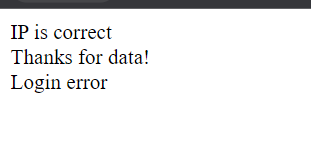 IP is correct
Thanks for data!
Login error